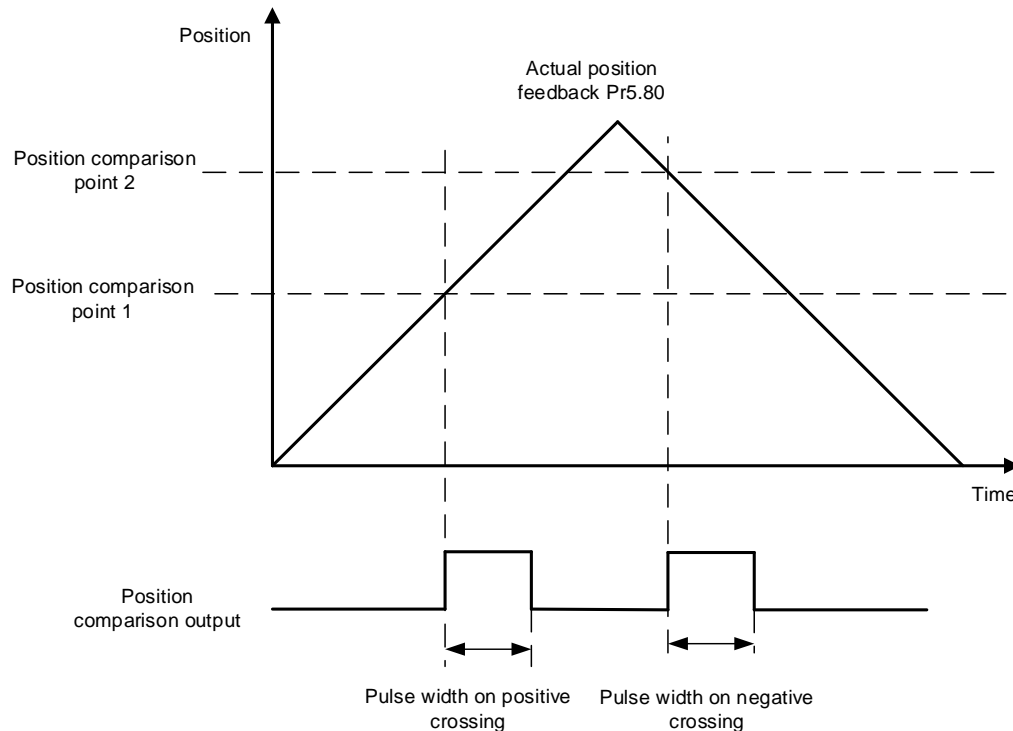 Position
Actual position
feedback Pr5.80
Position comparison
point 2
Position comparison
point 1
Time
Position
comparison output
Pulse width on positive
crossing
Pulse width on negative
crossing